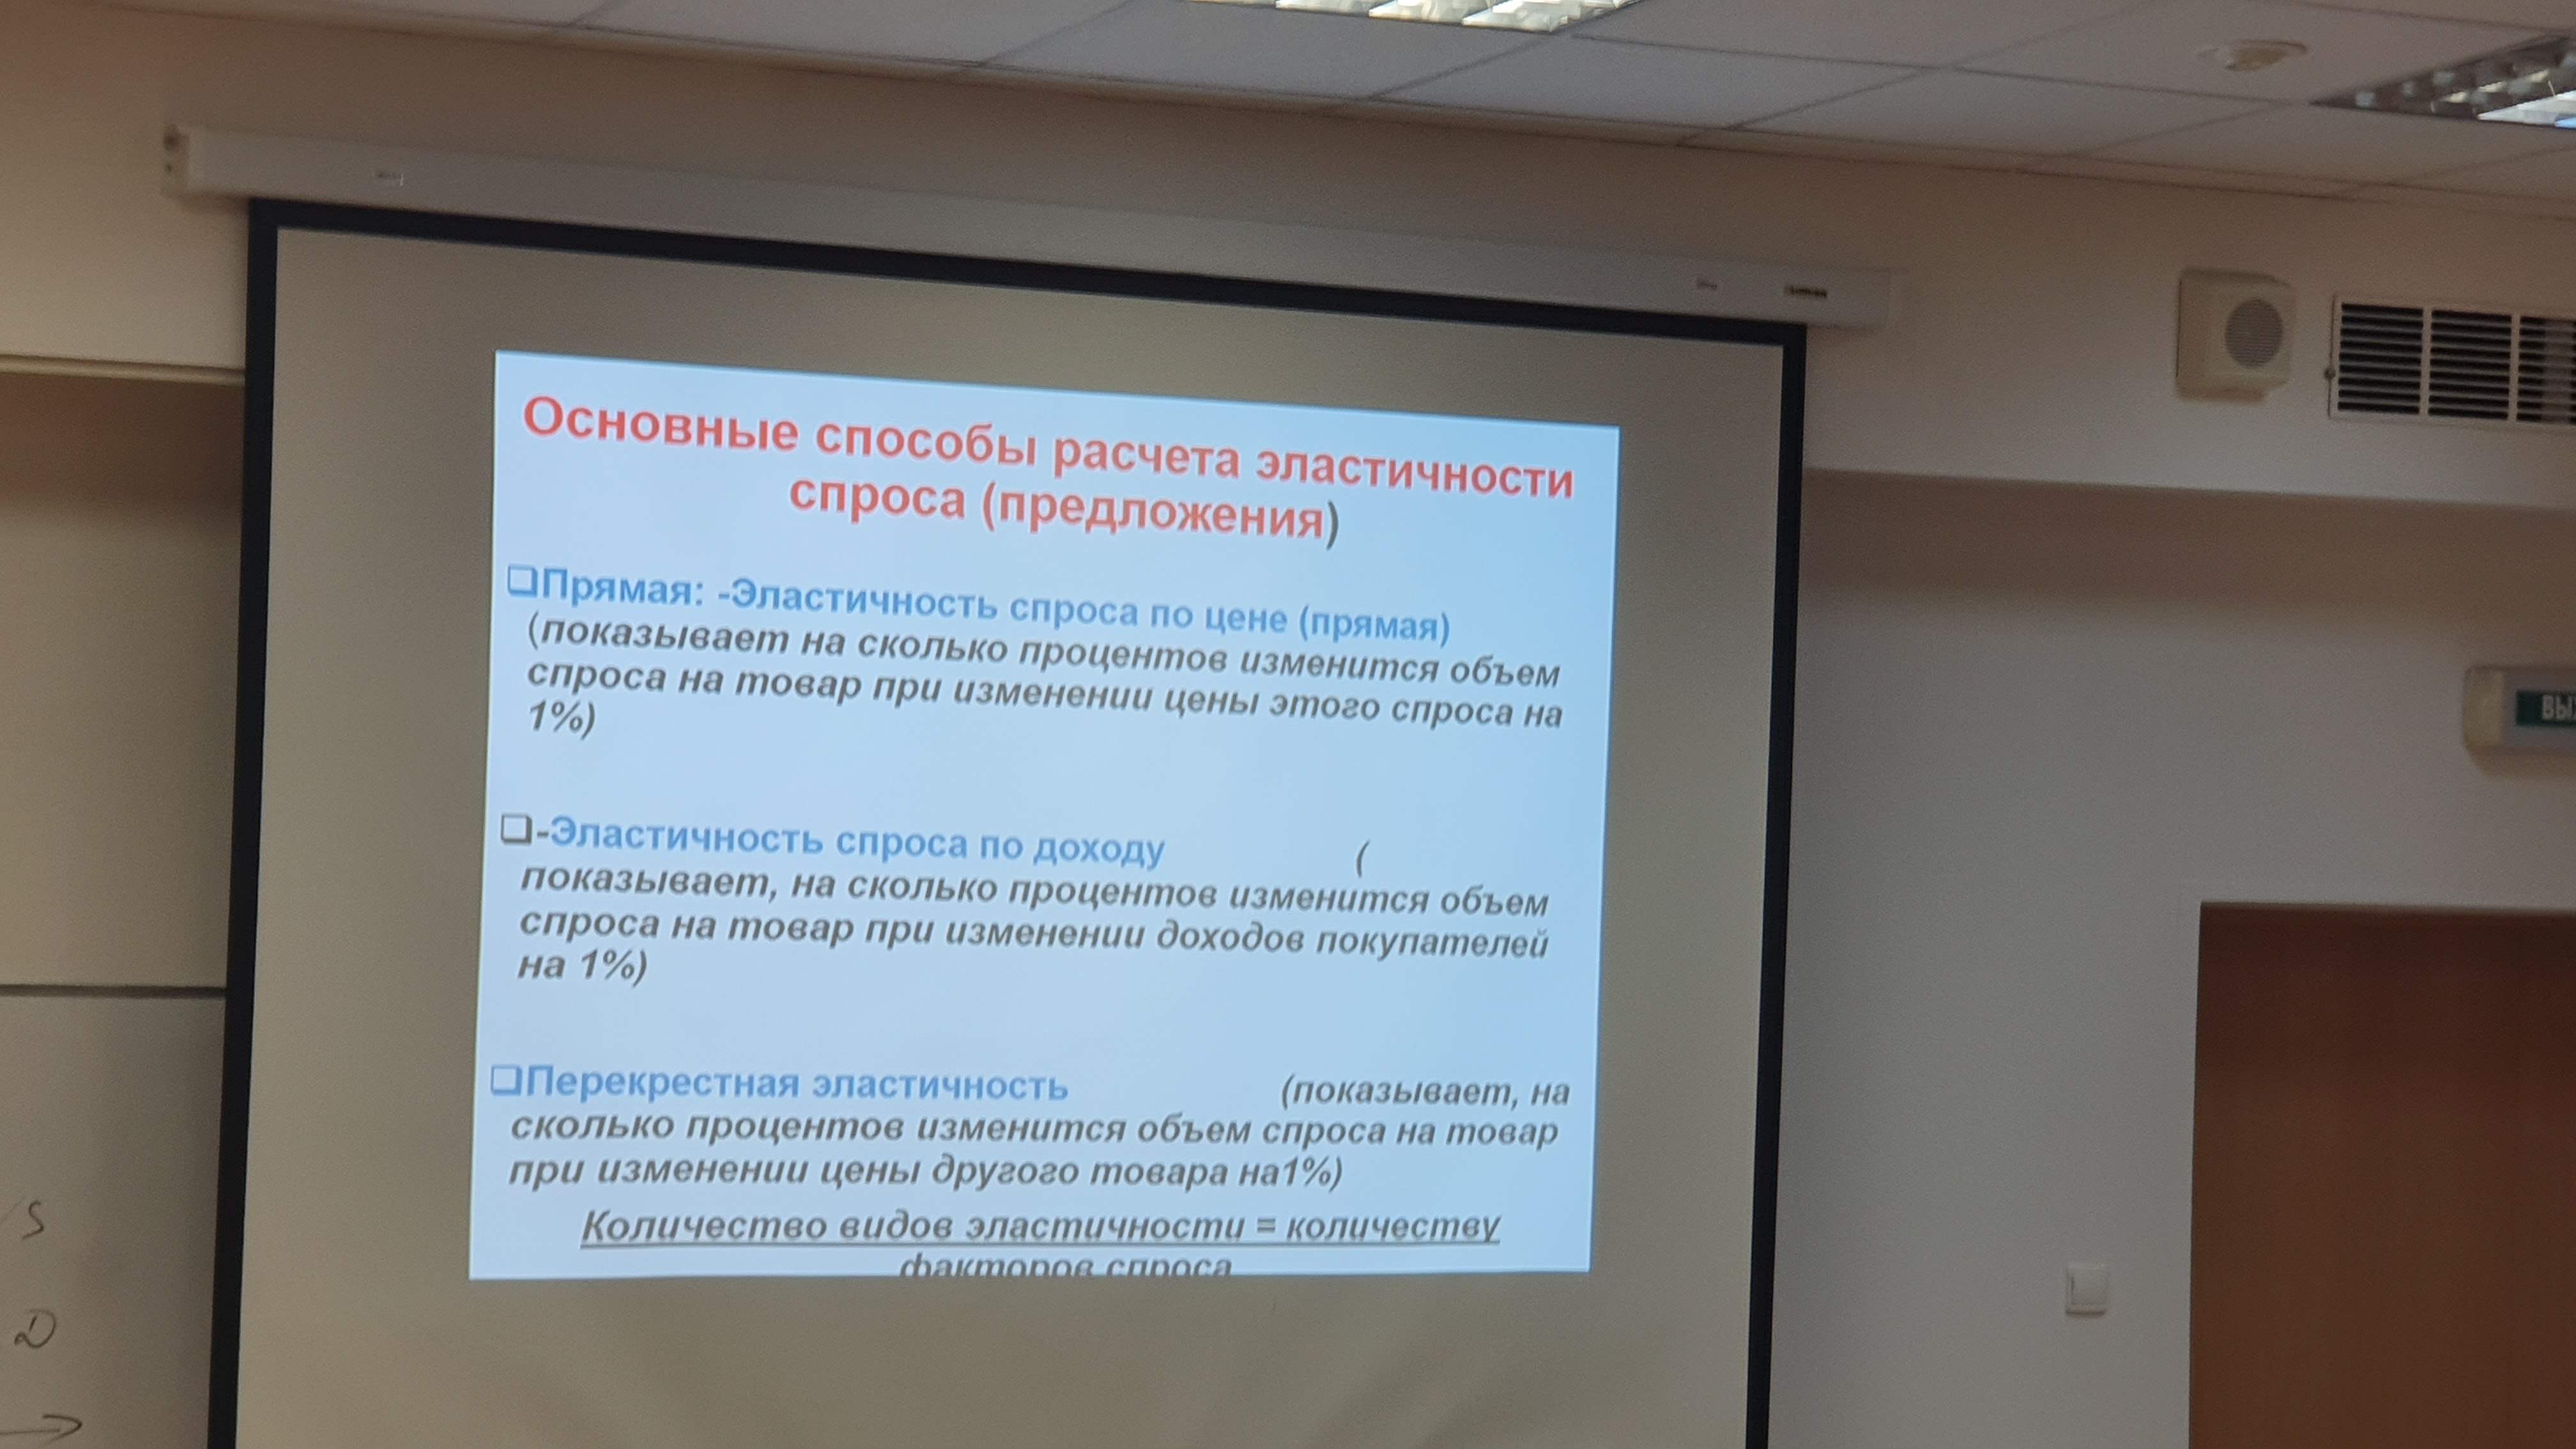 Основные способы расчета эластичности
спроса (предложения)
❑Прямая: -Эластичность спроса по цене (прямая)
(показывает на сколько процентов изменится объем
спроса на товар при изменении цены этого спроса на
1%)
❑-Эластичность спроса по доходу (
показывает, на сколько процентов изменится объем
спроса на товар при изменении доходов покупателей
на 1%)
❑Перекрестная эластичность (показывает, на
сколько процентов изменится объем спроса на товар
при изменении цены другого товара на1%)
Количество видов эластичности = количеству
факторов спроса
ВЫ
S
D